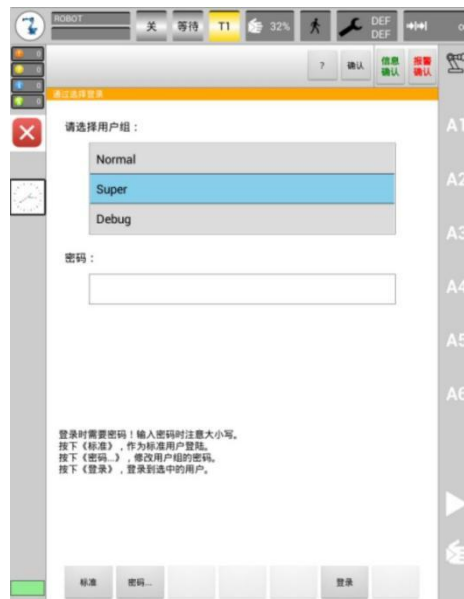 ROBOT
关
等待
T1
32%
DEF
DEF
0
0
0
0
?
确认
信息
确认
报警
确认
通过选择登录
请选择用户组：
Normal
Super
Debug
密码：
A1
A2
A3
A4
A5
A6
登录时需要密码！输入密码时注意大小写。
按下《标准》，作为标准用户登陆。
按下《密码...》，修改用户组的密码。
按下《登录》，登录到选中的用户。
标准
密码...
登录